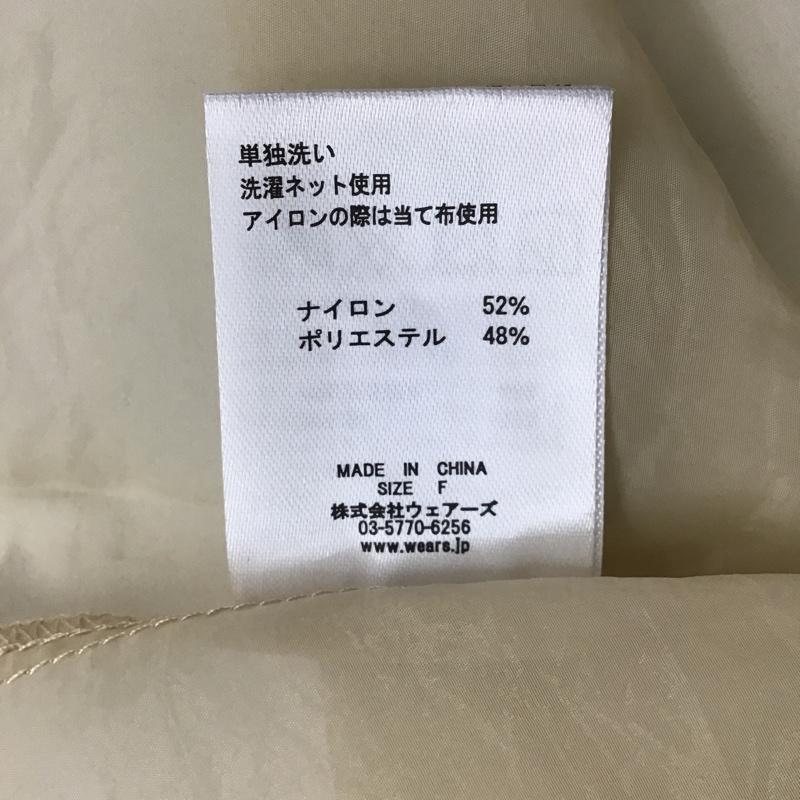 単独洗い
洗濯ネット使用
アイロンの際は当て布使用
ナイロン 52%
ポリエステル 48%
MADE IN CHINA
SIZE F
株式会社ウェアーズ
03-5770-6256
www.wears.jp